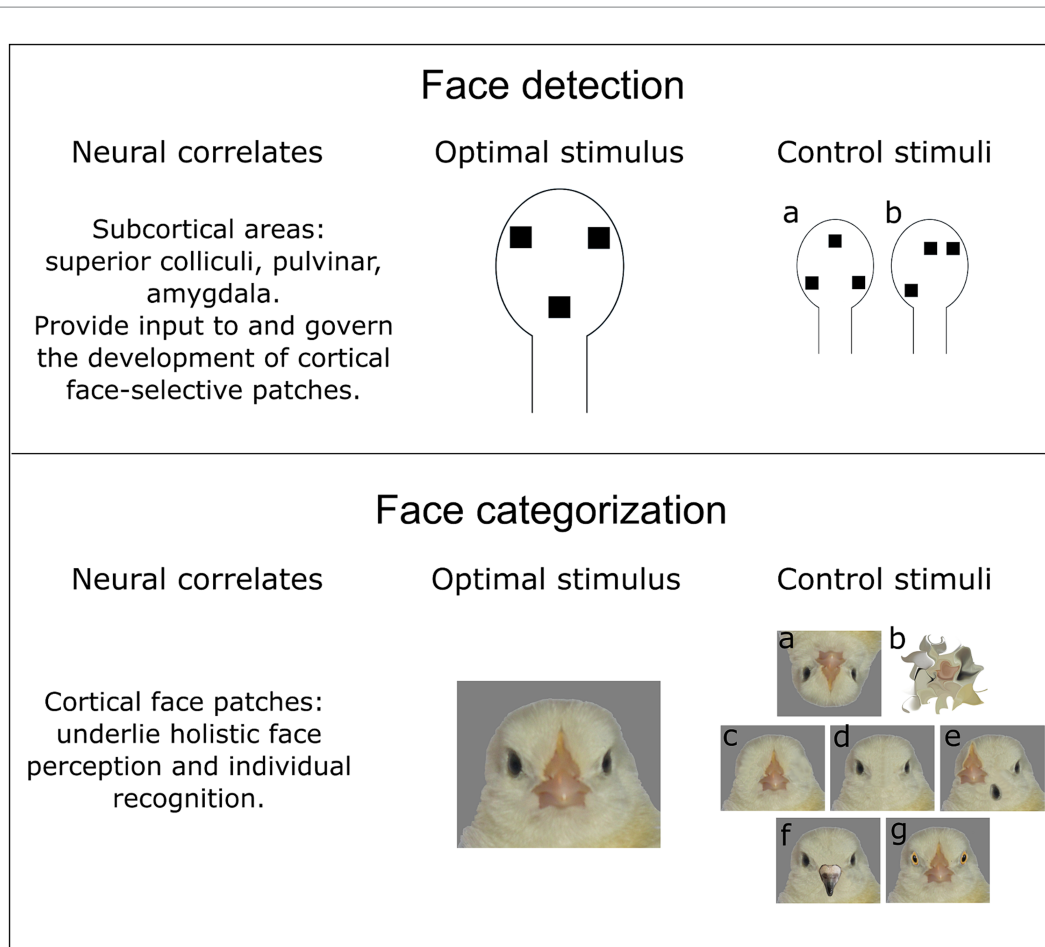 Face detection
Neural correlates
Optimal stimulus
Control stimuli
Subcortical areas:
superior colliculi, pulvinar,
amygdala.
Provide input to and govern
the development of cortical
face-selective patches.
a
b
Face categorization
Neural correlates
Optimal stimulus
Control stimuli
Cortical face patches:
underlie holistic face
perception and individual
recognition.
a
b
c
d
e
f
g